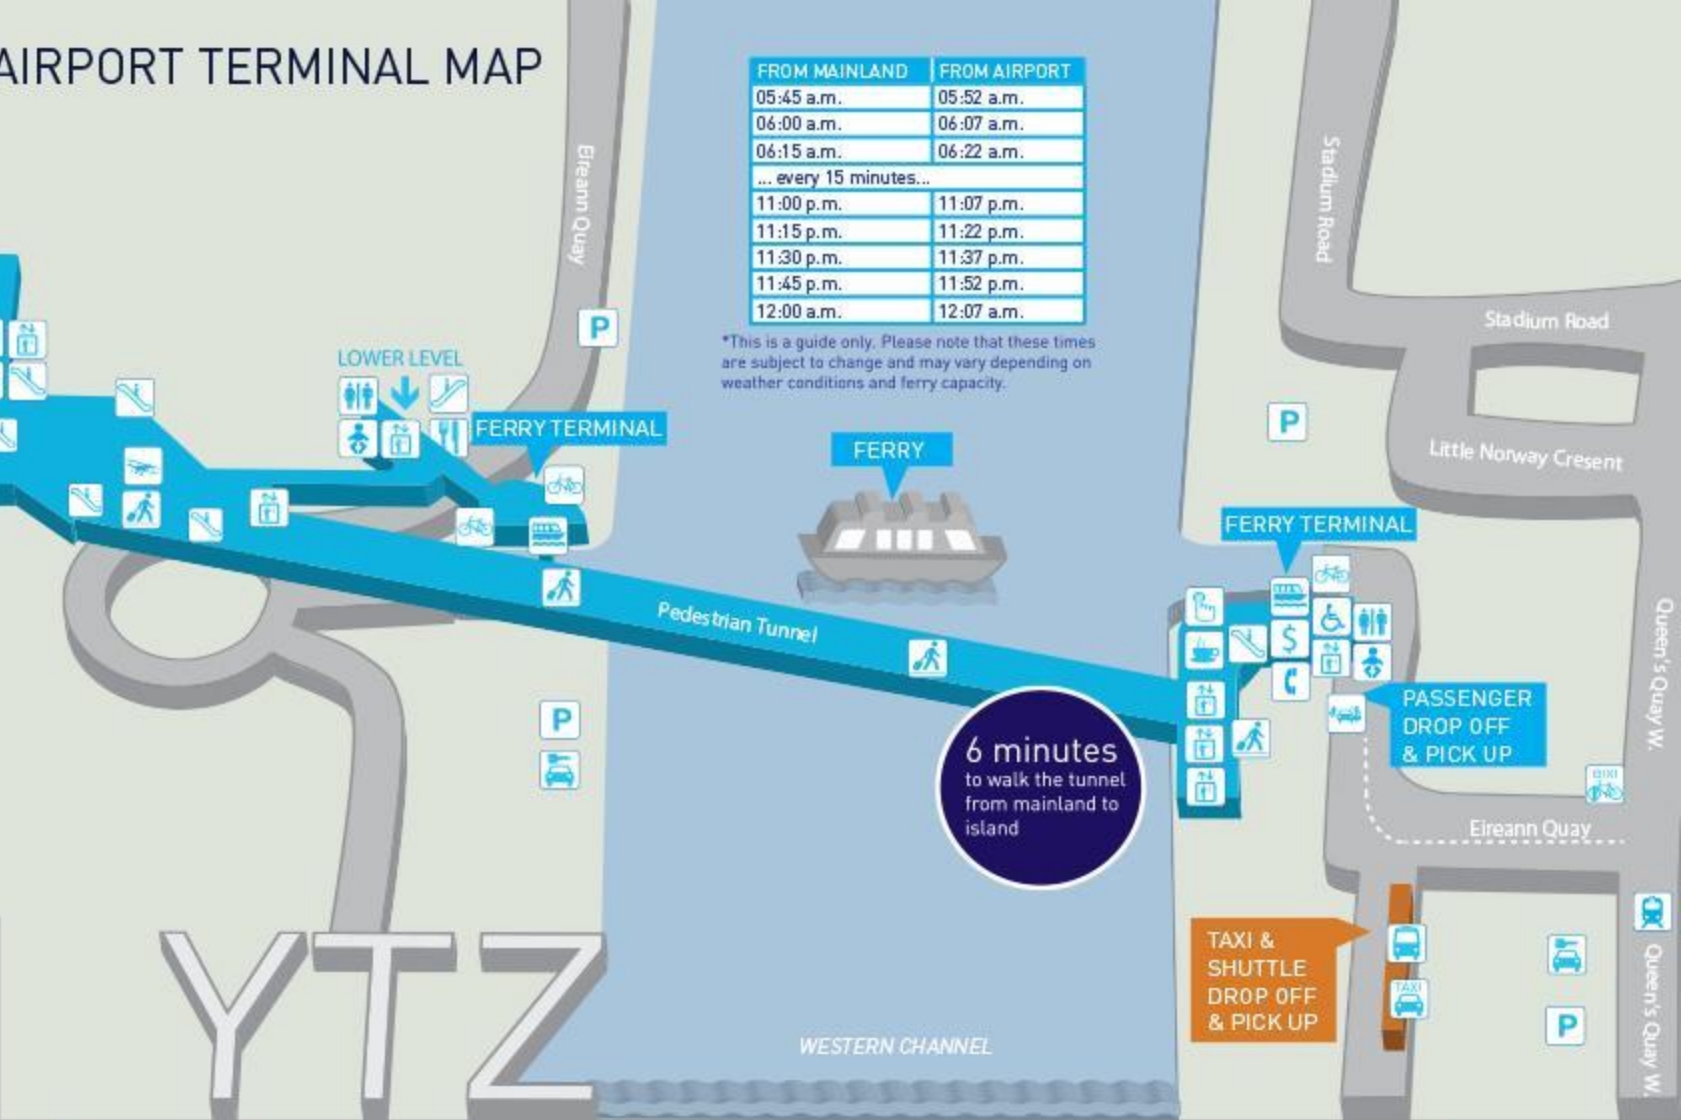 AIRPORT TERMINAL MAP
FROM MAINLAND FROM AIRPORT
05:45 a.m. 05:52 a.m.
06:00 a.m. 06:07 a.m.
06:15 a.m. 06:22 a.m.
... every 15 minutes...
11:00 p.m. 11:07 p.m.
11:15 p.m. 11:22 p.m.
11:30 p.m. 11:37 p.m.
11:45 p.m. 11:52 p.m.
12:00 a.m. 12:07 a.m.
*This is a guide only. Please note that these times
are subject to change and may vary depending on
weather conditions and ferry capacity.
Eireann Quay
Stadium Road
Stadium Road
P
LOWER LEVEL
FERRY TERMINAL
FERRY
P
Little Norway Cresent
FERRY TERMINAL
Pedestrian Tunnel
$
Queen's Quay W.
PASSENGER
DROP OFF
& PICK UP
P
6 minutes
to walk the tunnel
from mainland to
island
BIXI
Eireann Quay
TAXI &
SHUTTLE
DROP OFF
& PICK UP
TAXI
P
Queen's Quay W.
YTZ
WESTERN CHANNEL